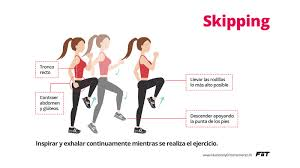 Skipping
Tronco
recto
Contraer
abdomen
y glúteos.
Llevar las rodillas
lo más alto posible
Descender apoyando
la punta de los pies
Inspirar y exhalar continuamente mientras se realiza el ejercicio.